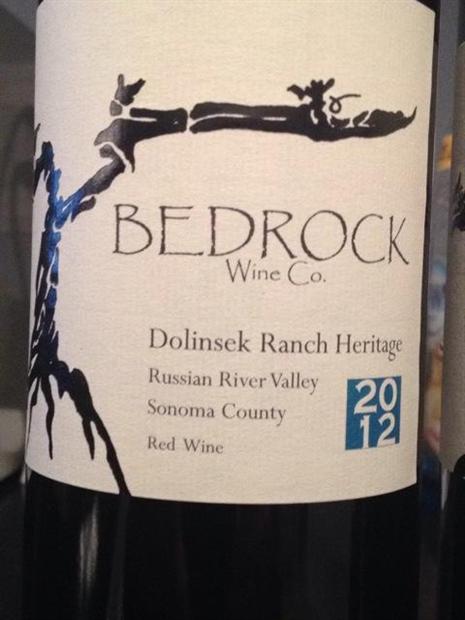 BEDROCK
Wine Co.
Dolinsek Ranch Heritage
Russian River Valley
Sonoma County
Red Wine
20
12